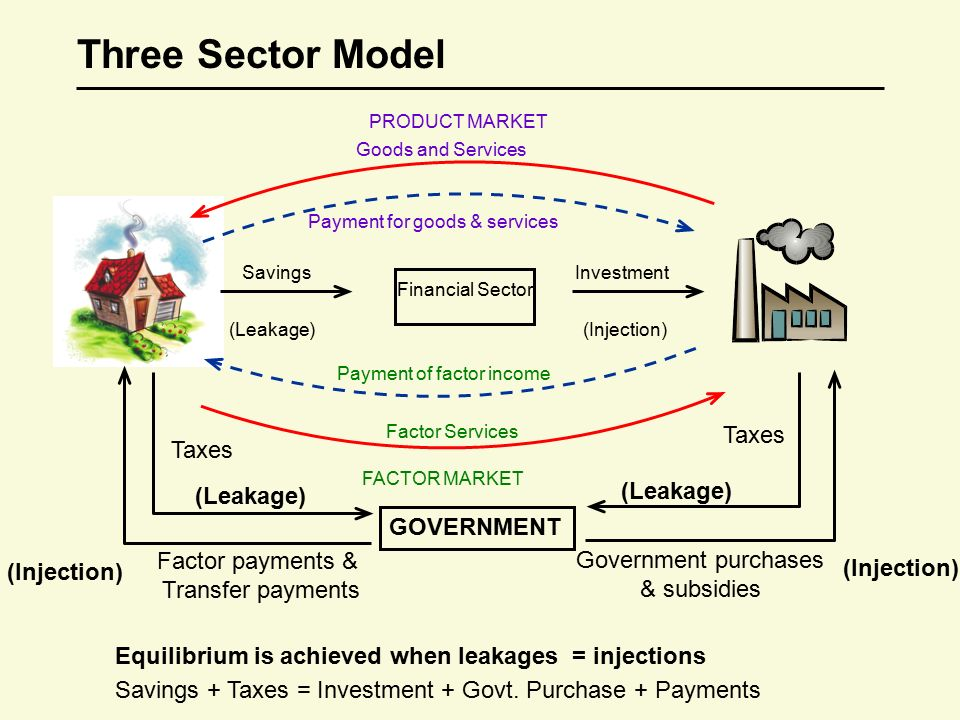 Three Sector Model
PRODUCT MARKET
Goods and Services
Payment for goods & services
Savings
Investment
Financial Sector
(Leakage)
(Injection)
Payment of factor income
Factor Services
Taxes
Taxes
FACTOR MARKET
(Leakage)
(Leakage)
GOVERNMENT
Factor payments &
Transfer payments
Government purchases
& subsidies
(Injection)
(Injection)
Equilibrium is achieved when leakages = injections
Savings + Taxes = Investment + Govt. Purchase + Payments